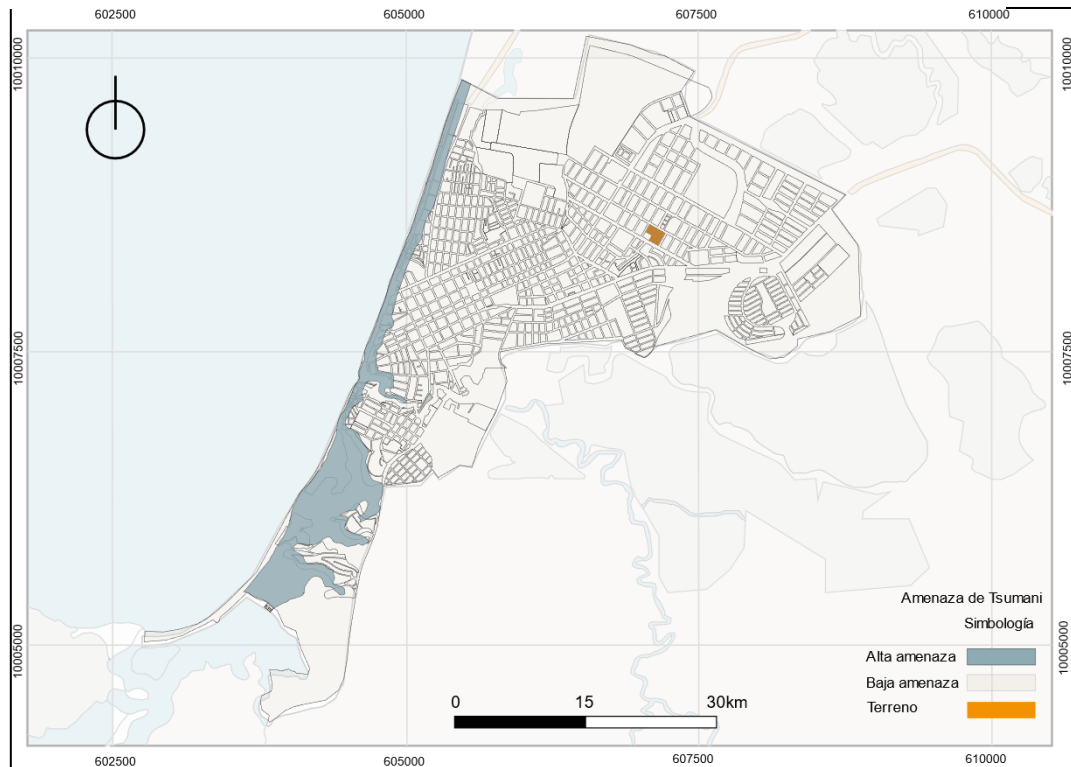 602500 605000 607500 610000
10010000 10010000
10007500 10007500
Amenaza de Tsumani
Simbología
10005000 10005000
Alta amenaza
Baja amenaza
Terreno
0 15 30km
602500 605000 607500 610000